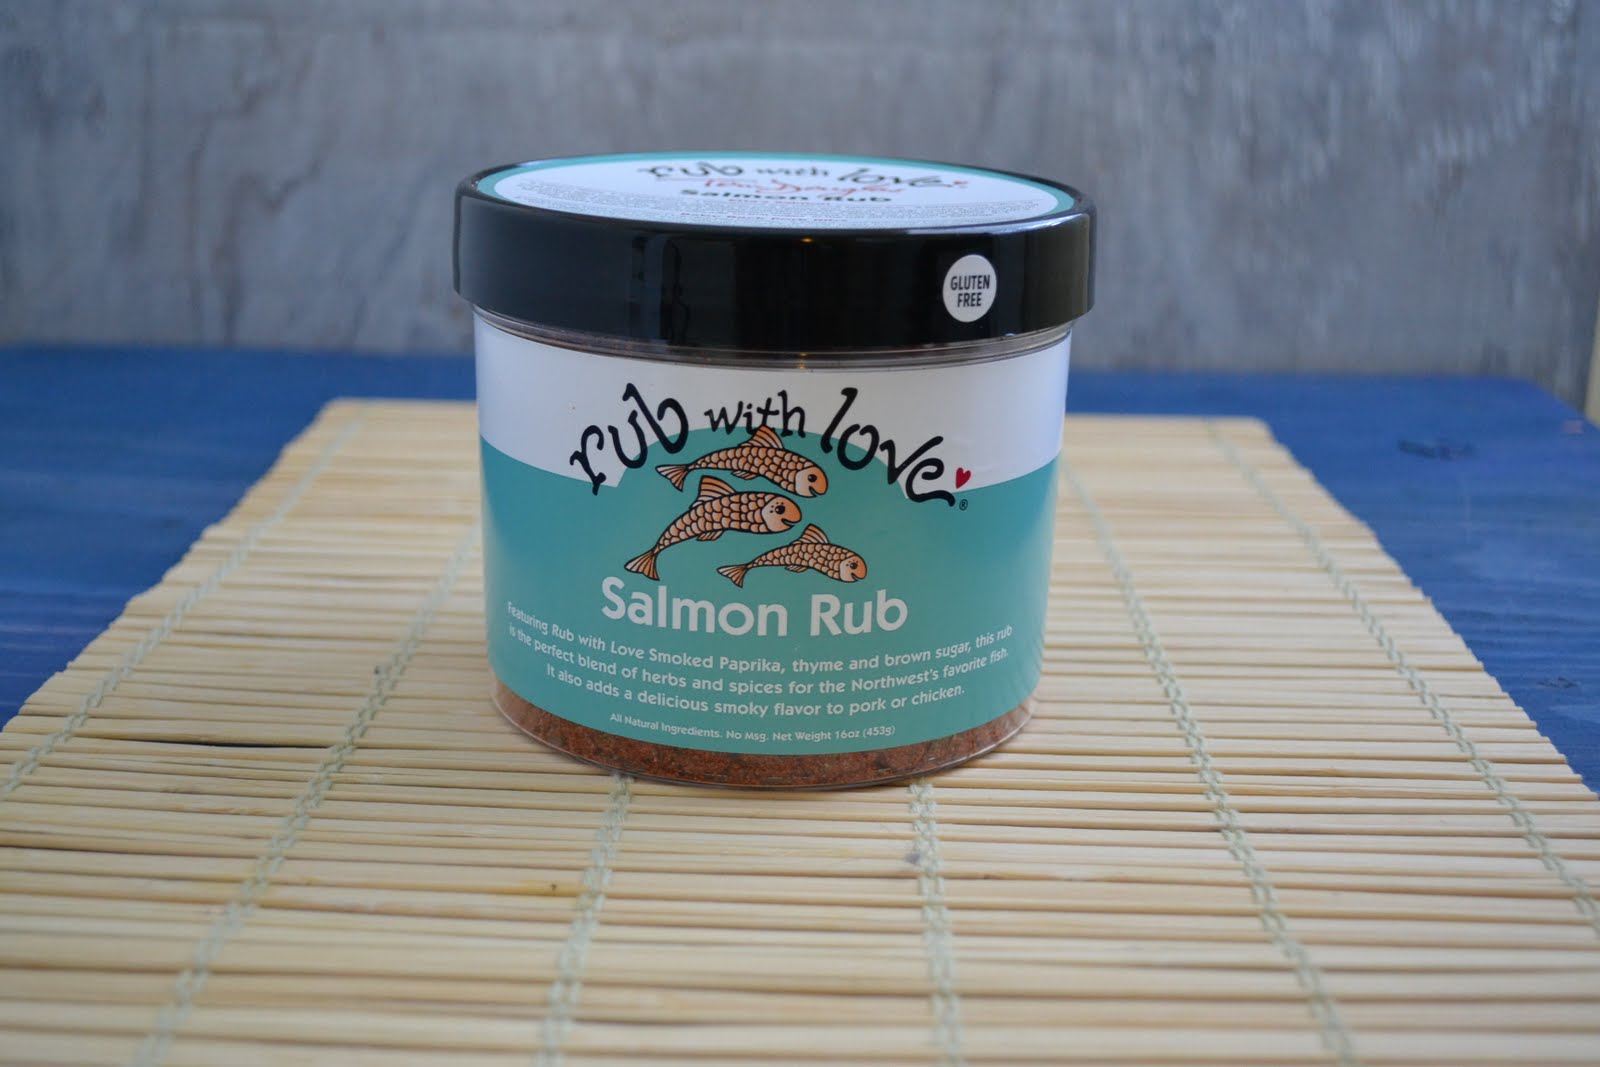 rub with love
Tom Douglas
Salmon Rub
GLUTEN
FREE
rub with love®
Salmon Rub
Featuring Rub with Love Smoked Paprika, thyme and brown sugar, this rub
is the perfect blend of herbs and spices for the Northwest's favorite fish.
It also adds a delicious smoky flavor to pork or chicken.
All Natural Ingredients. No Msg. Net Weight 16oz (453g)